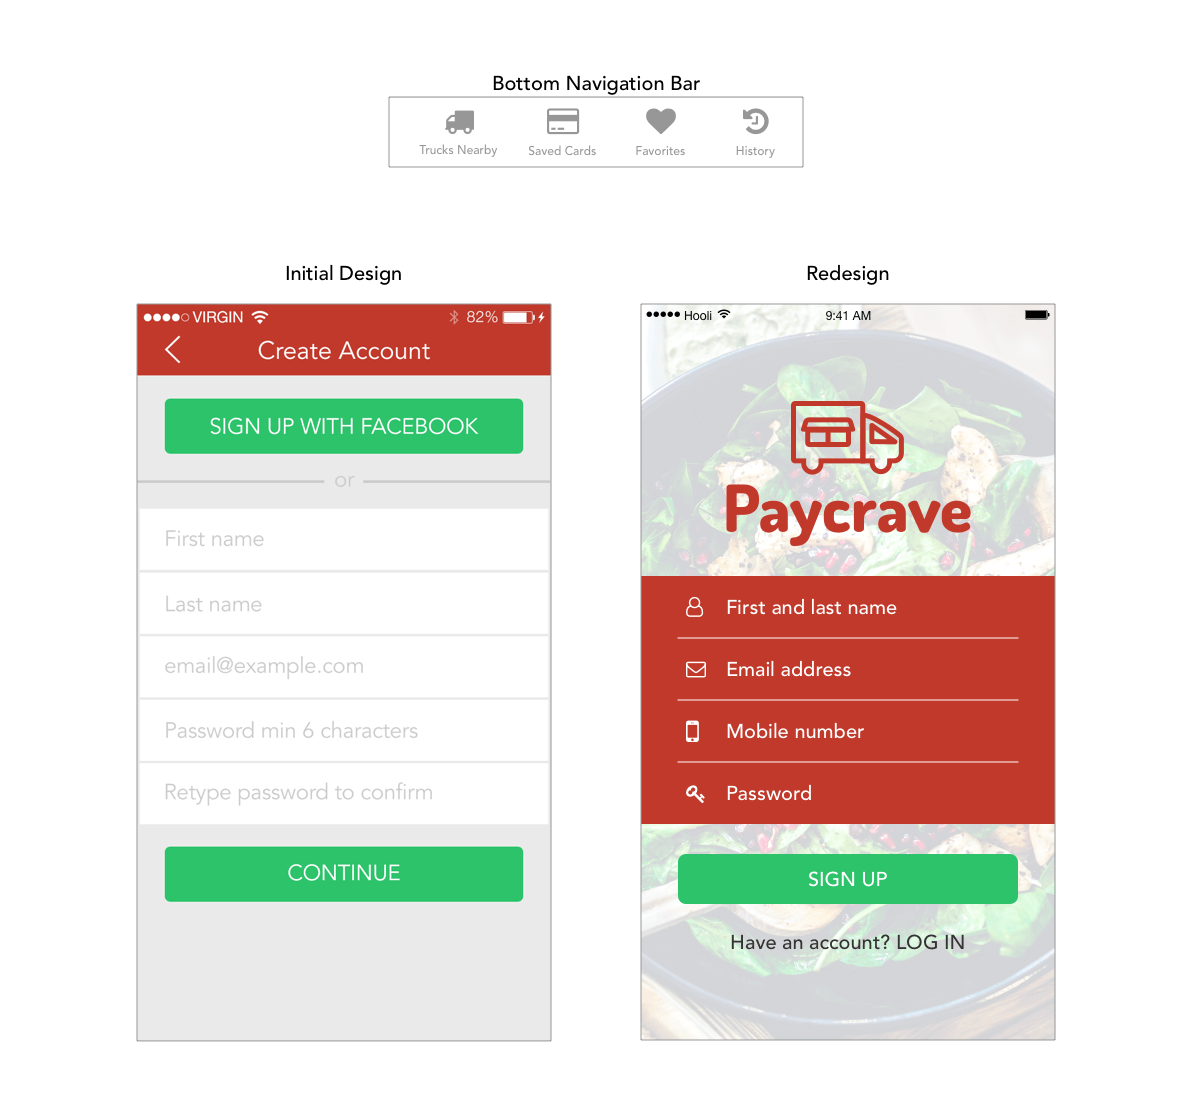 Bottom Navigation Bar
Trucks Nearby
Saved Cards
Favorites
History
Initial Design
VIRGIN
82%
Create Account
SIGN UP WITH FACEBOOK
or
First name
Last name
email@example.com
Password min 6 characters
Retype password to confirm
CONTINUE
Redesign
Hooli
9:41 AM
Paycrave
First and last name
Email address
Mobile number
Password
SIGN UP
Have an account? LOG IN